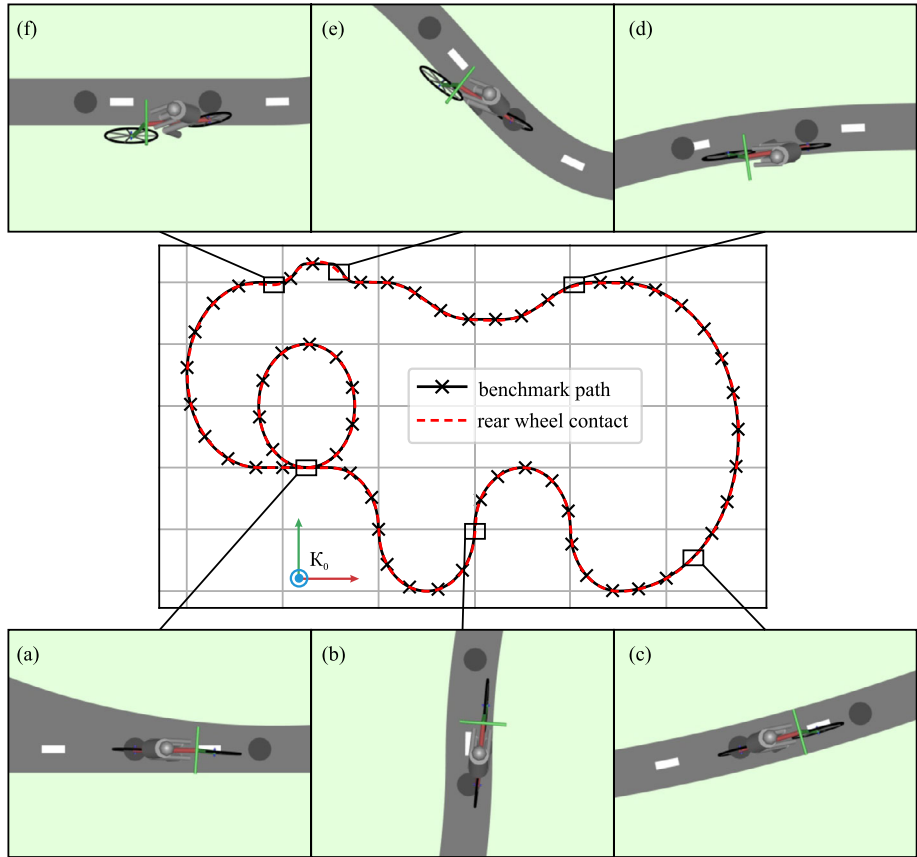 (f)
(e)
(d)
benchmark path
rear wheel contact
K₀
(a)
(b)
(c)